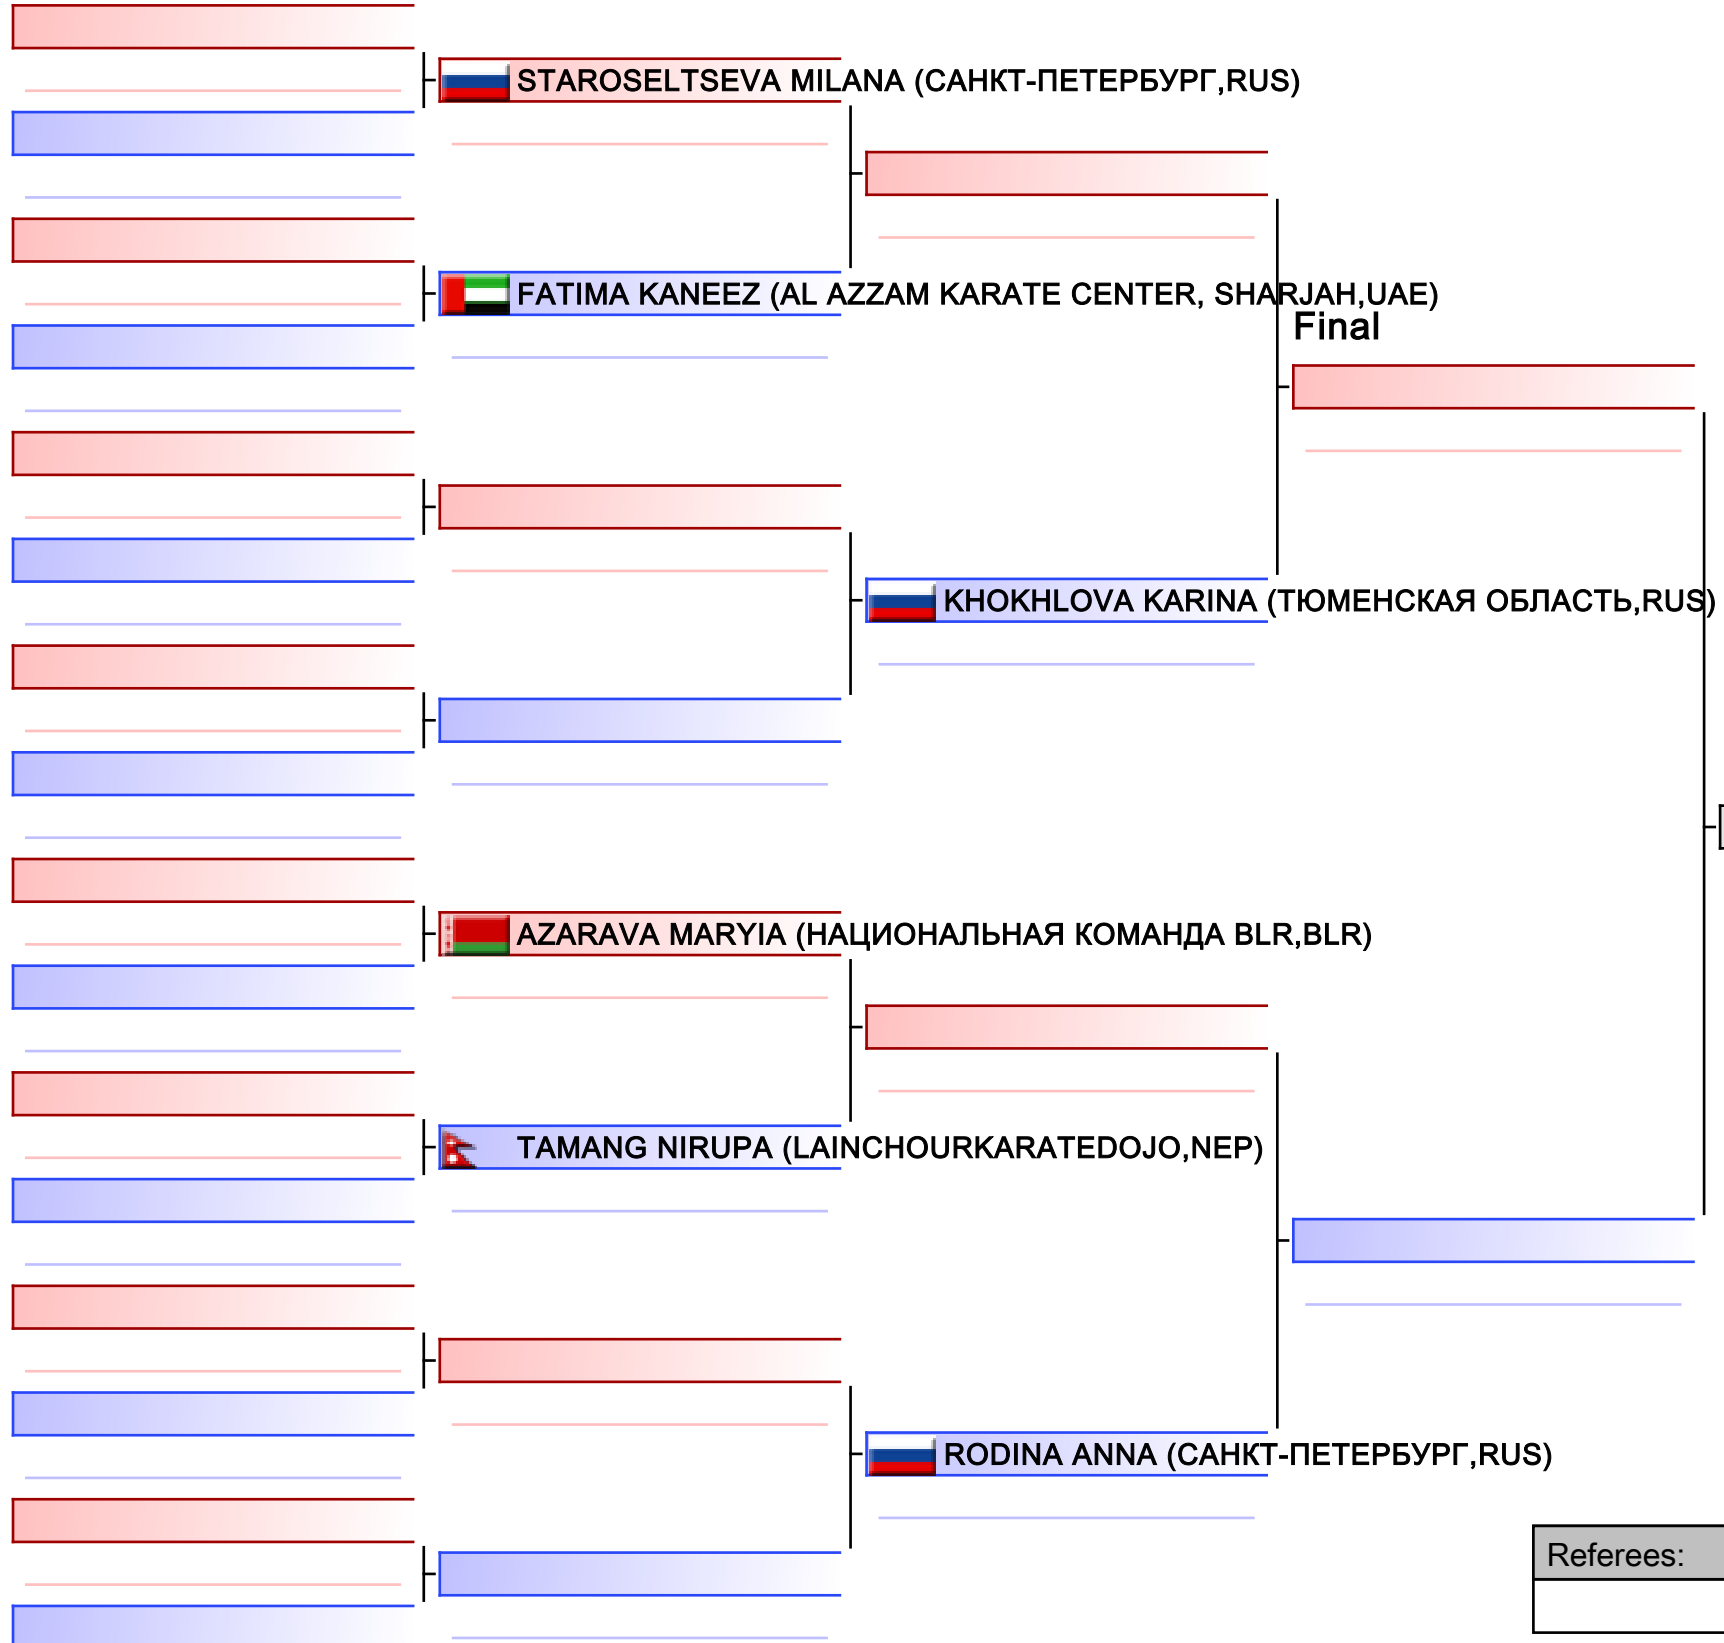 STAROSELTSEVA MILANA (САНКТ-ПЕТЕРБУРГ,RUS)
FATIMA KANEEZ (AL AZZAM KARATE CENTER, SHARJAH,UAE)
Final
KHOKHLOVA KARINA (ТЮМЕНСКАЯ ОБЛАСТЬ,RUS)
AZARAVA MARYIA (НАЦИОНАЛЬНАЯ КОМАНДА BLR,BLR)
TAMANG NIRUPA (LAINCHOURKARATEDOJO,NEP)
RODINA ANNA (САНКТ-ПЕТЕРБУРГ,RUS)
Referees: